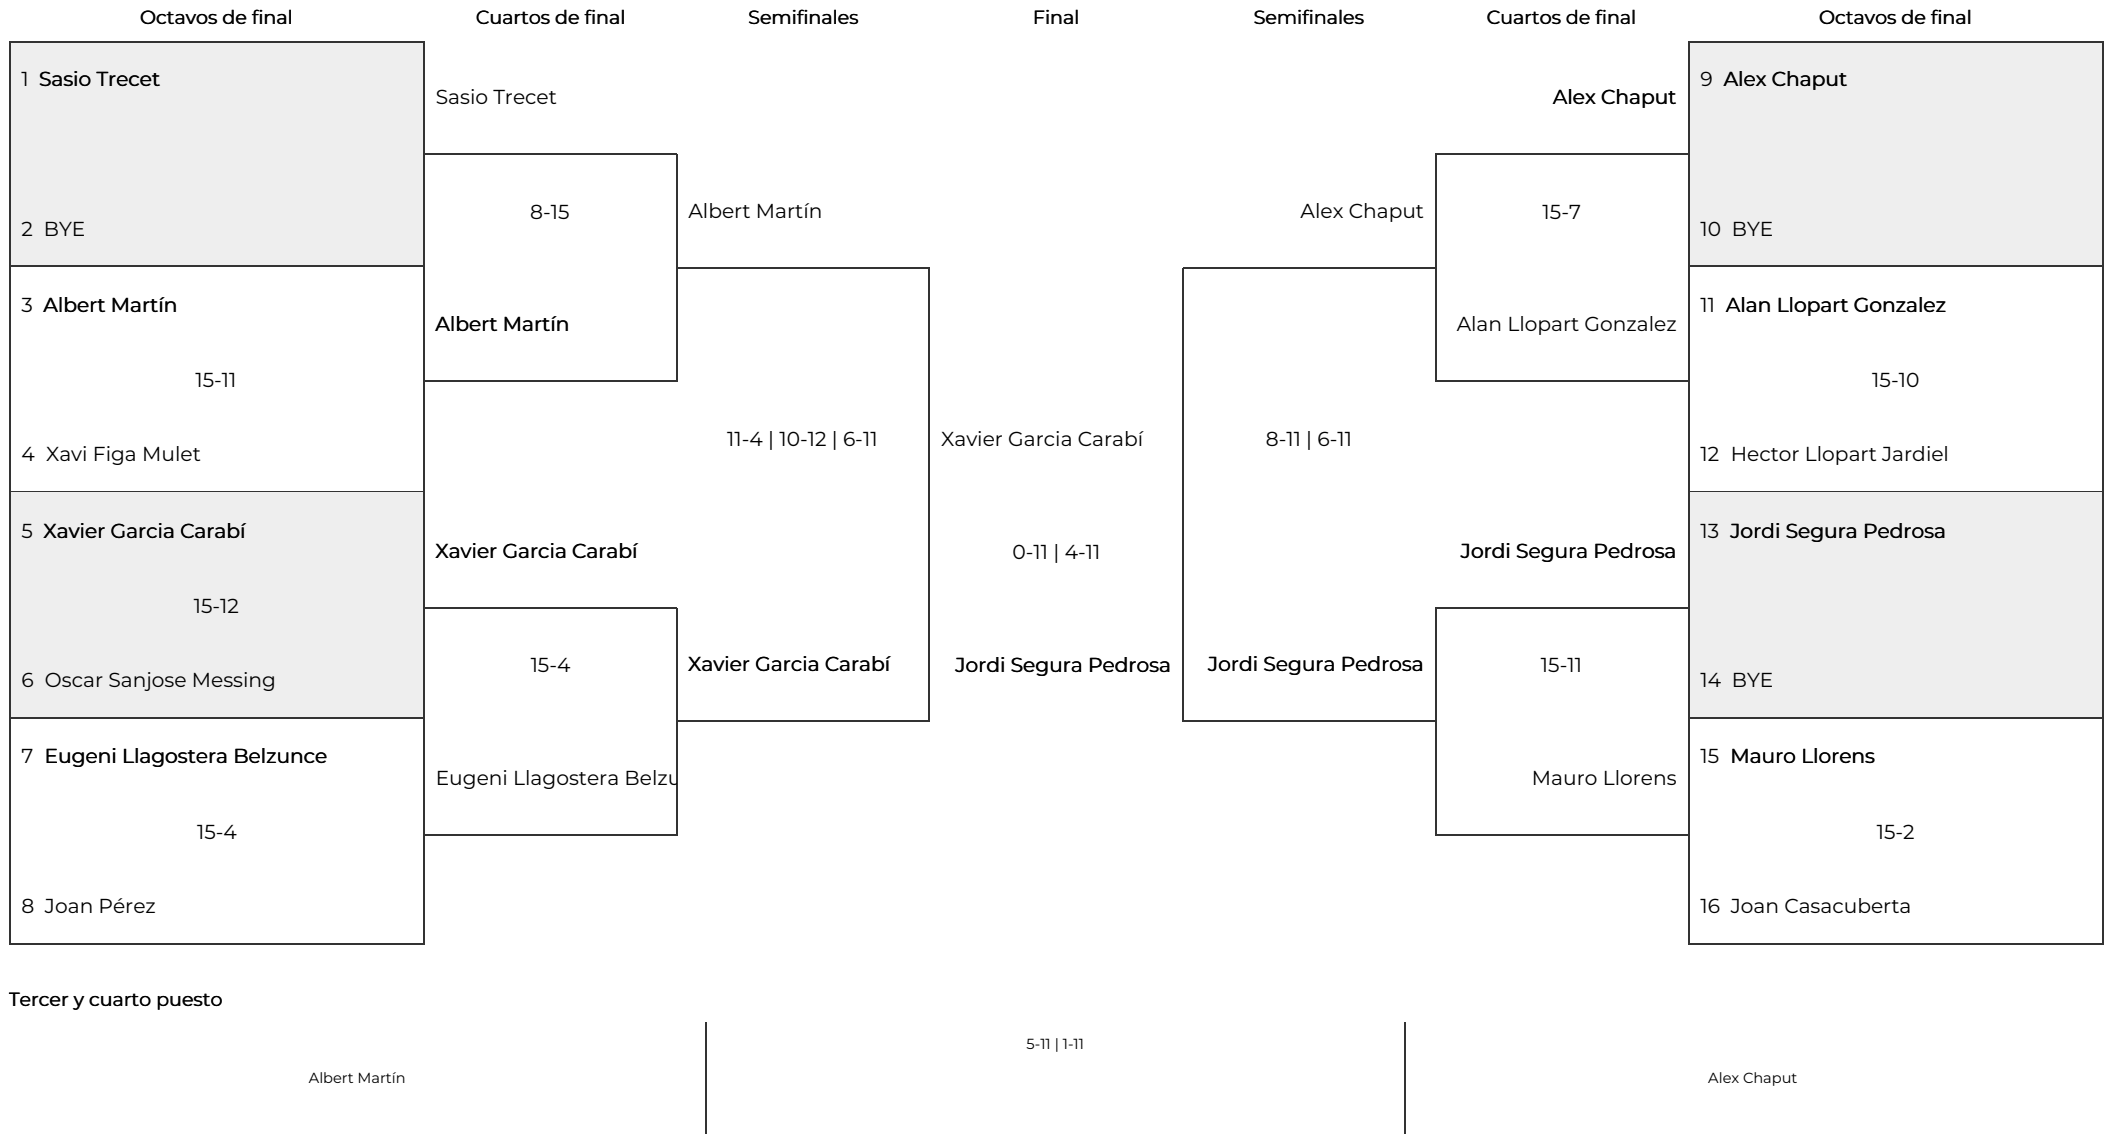 Octavos de final
Cuartos de final
Semifinales
Final
Semifinales
Cuartos de final
Octavos de final
1 Sasio Trecet
2 BYE
3 Albert Martín
15-11
4 Xavi Figa Mulet
5 Xavier Garcia Carabí
15-12
6 Oscar Sanjose Messing
7 Eugeni Llagostera Belzunce
15-4
8 Joan Pérez
Sasio Trecet
8-15
Albert Martín
Xavier Garcia Carabí
15-4
Eugeni Llagostera Belzu
Albert Martín
11-4 | 10-12 | 6-11
Xavier Garcia Carabí
Xavier Garcia Carabí
0-11 | 4-11
Jordi Segura Pedrosa
Alex Chaput
8-11 | 6-11
Jordi Segura Pedrosa
Alex Chaput
15-7
Alan Llopart Gonzalez
Jordi Segura Pedrosa
15-11
Mauro Llorens
9 Alex Chaput
10 BYE
11 Alan Llopart Gonzalez
15-10
12 Hector Llopart Jardiel
13 Jordi Segura Pedrosa
14 BYE
15 Mauro Llorens
15-2
16 Joan Casacuberta
Tercer y cuarto puesto
Albert Martín
5-11 | 1-11
Alex Chaput